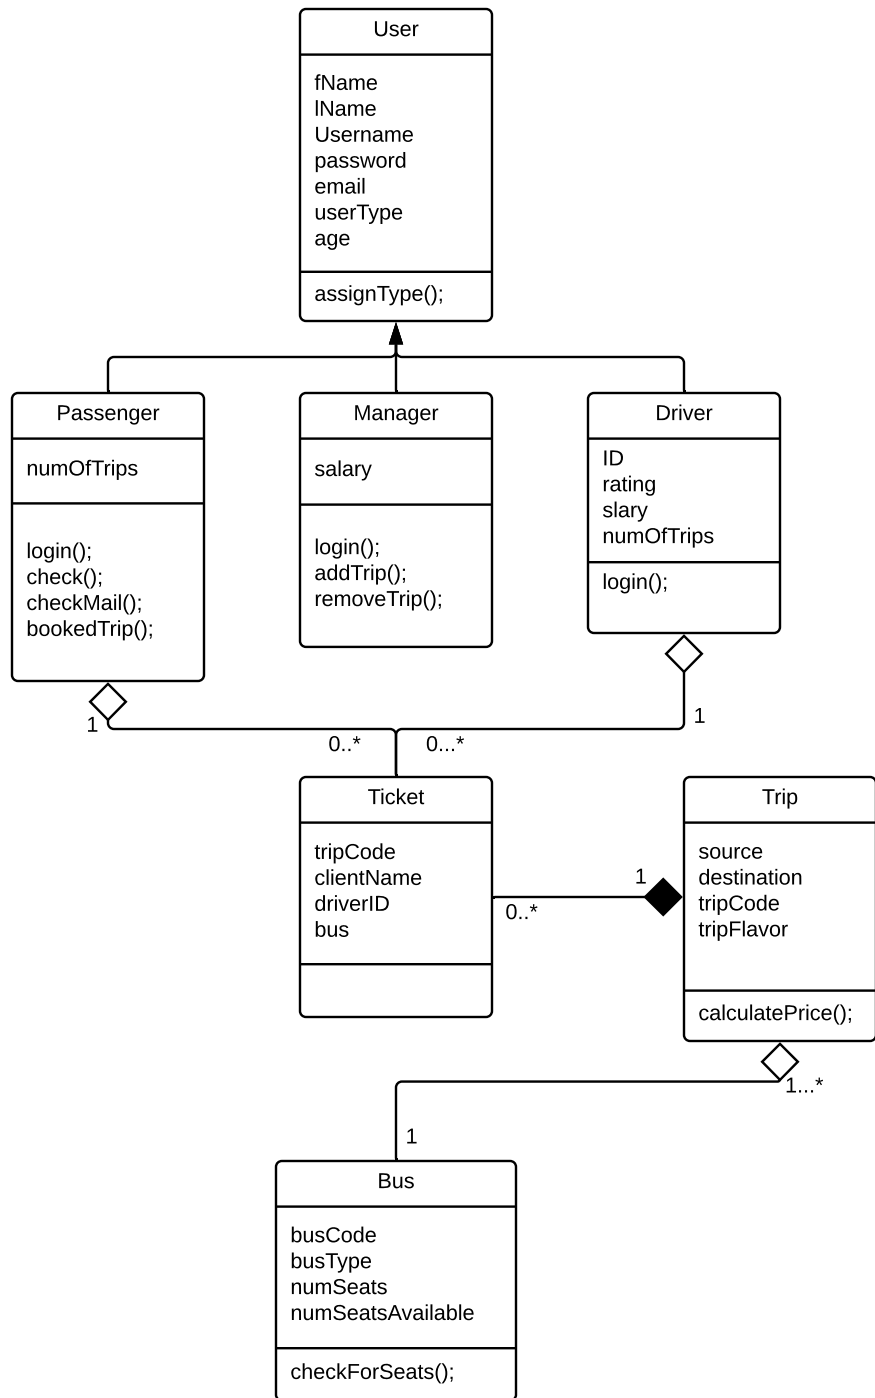 User
fName
lName
Username
password
email
userType
age
assignType();
Passenger
numOfTrips
login();
check();
checkMail();
bookedTrip();
Manager
salary
login();
addTrip();
removeTrip();
Driver
ID
rating
slary
numOfTrips
login();
1
0..*
0...*
1
Ticket
tripCode
clientName
driverID
bus
0..*
1
Trip
source
destination
tripCode
tripFlavor
calculatePrice();
1...*
1
Bus
busCode
busType
numSeats
numSeatsAvailable
checkForSeats();